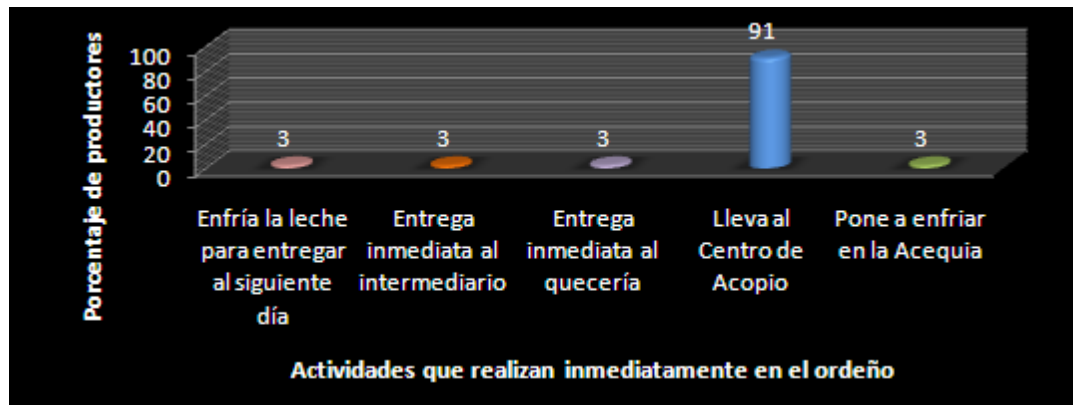 Porcentaje de productores
100
80
60
40
20
0
3
3
3
91
3
Enfría la leche
para entregar
al siguiente
día
Entrega
inmediata al
intermediario
Entrega
inmediata al
quecería
Lleva al
Centro de
Acopio
Pone a enfriar
en la Acequia
Actividades que realizan inmediatamente en el ordeño